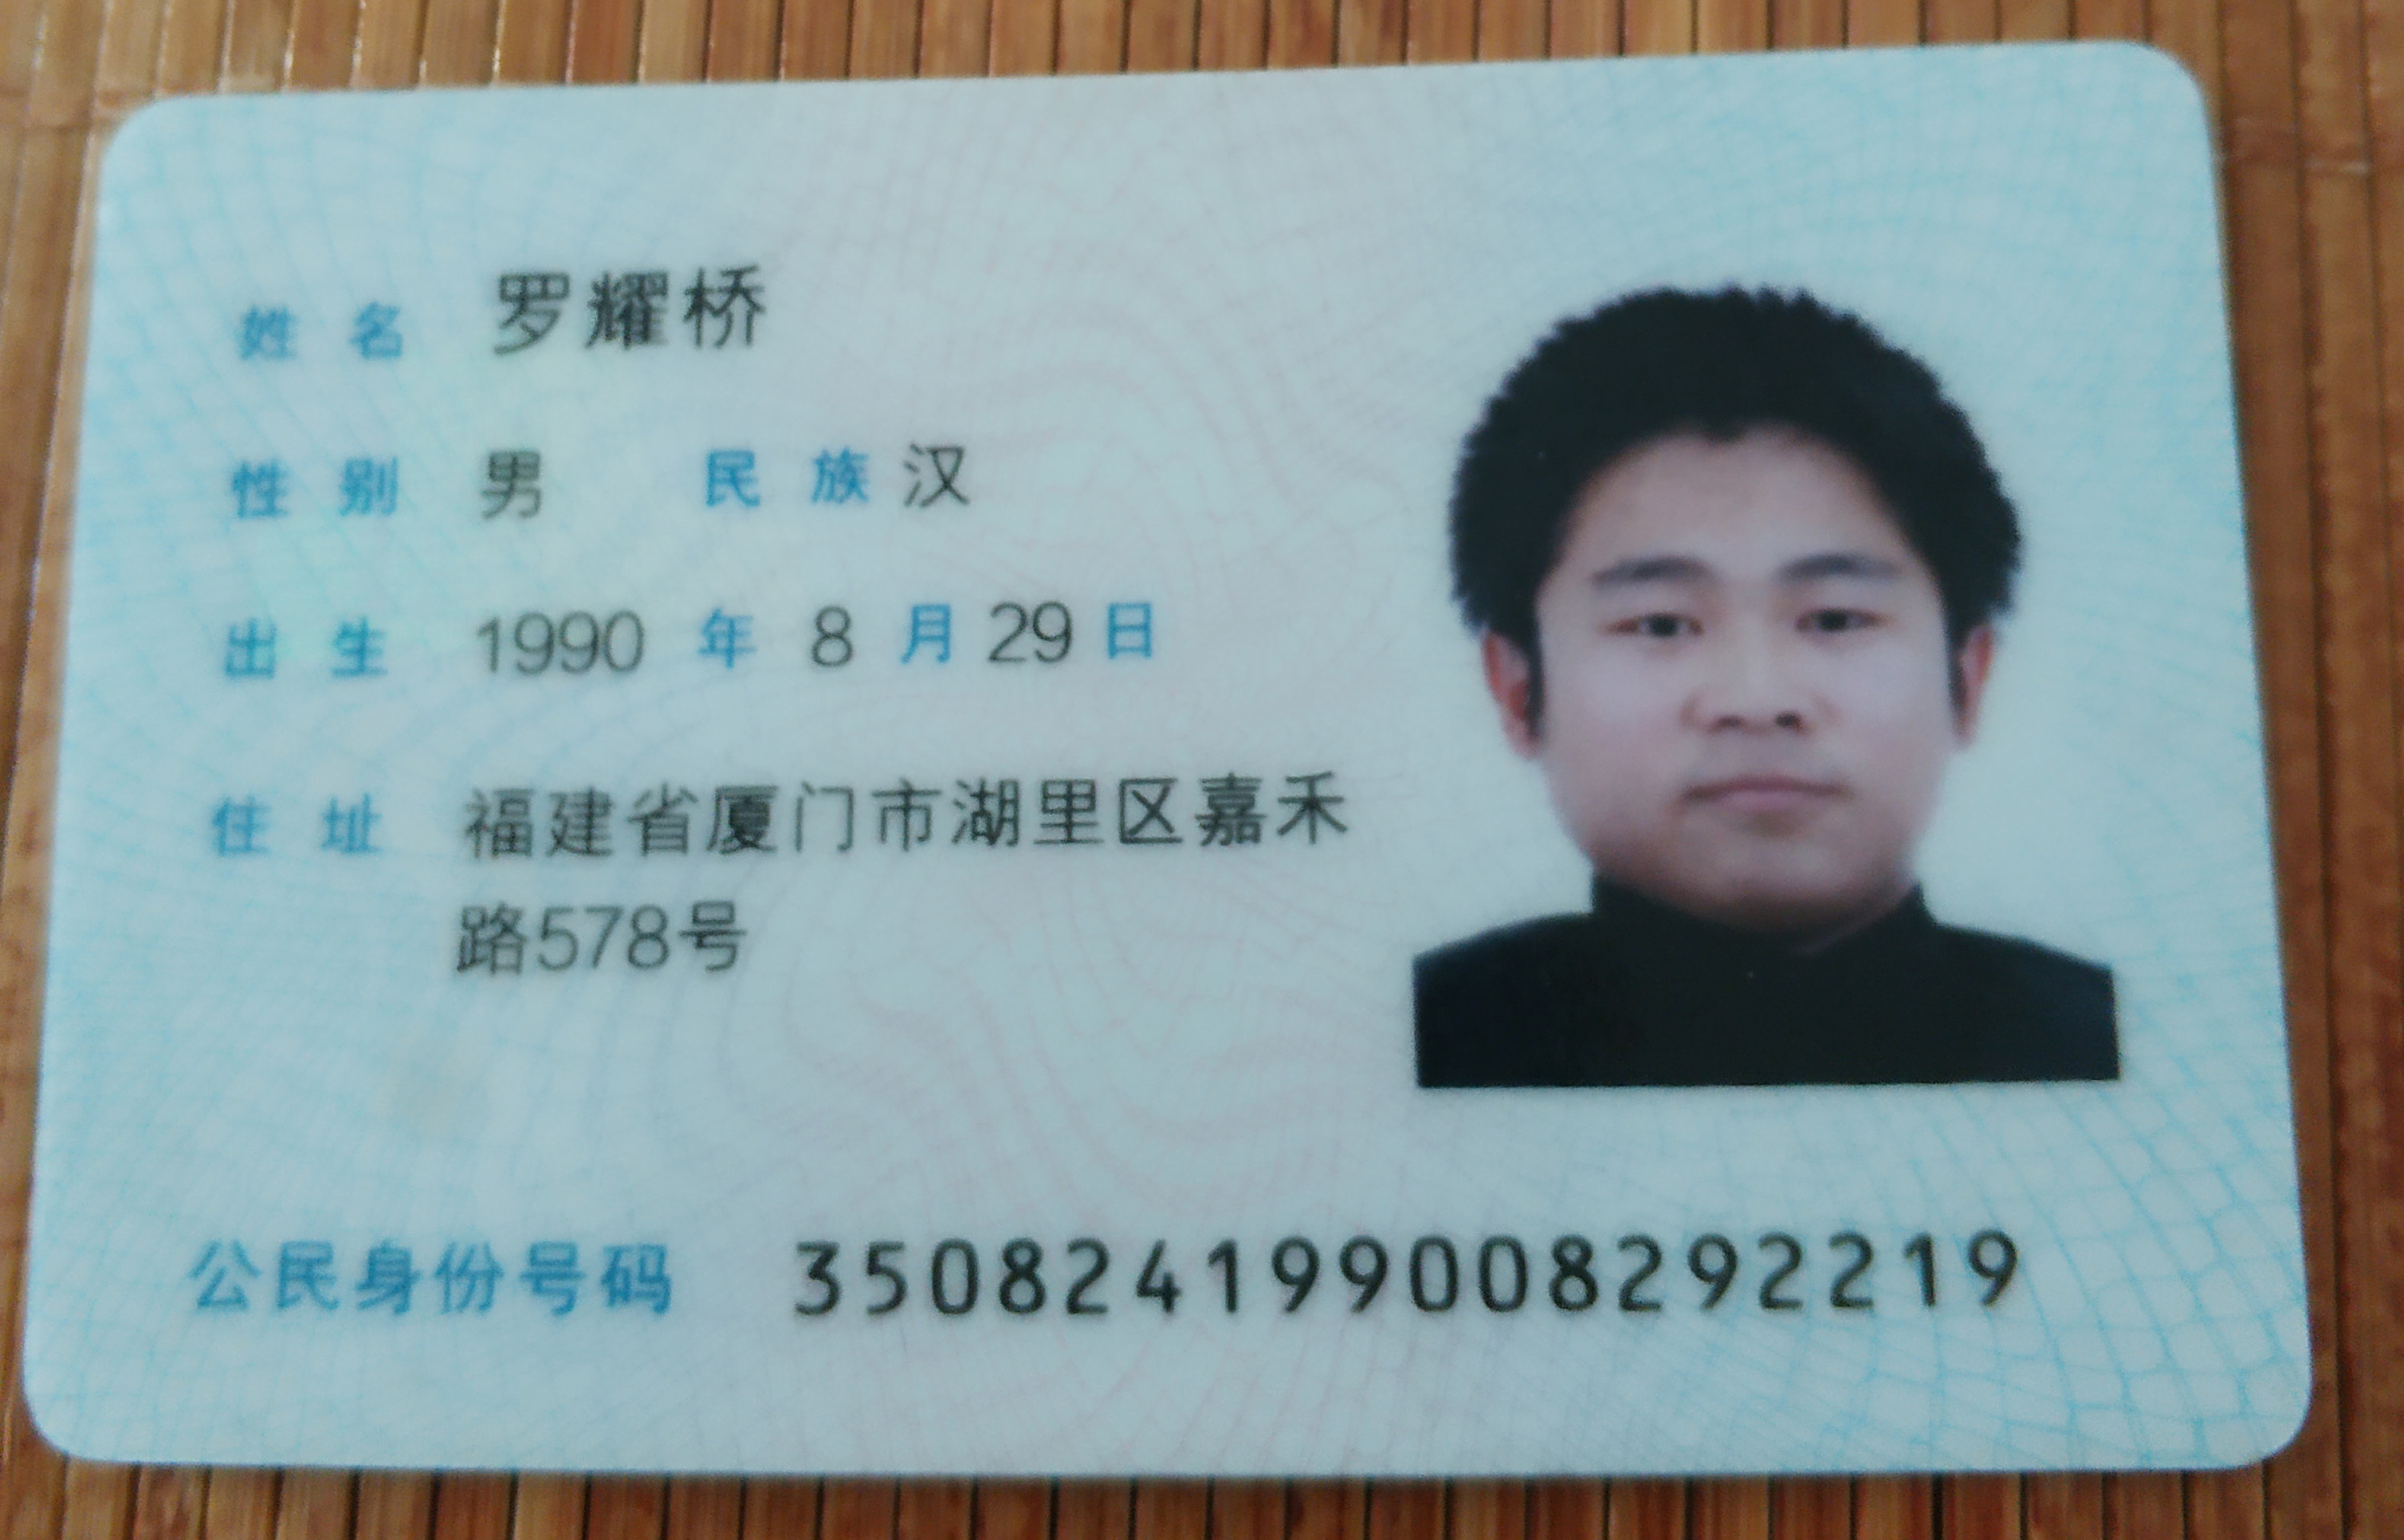 姓名 罗耀桥
性别 男 民族 汉
出生 1990 年 8 月 29 日
住址 福建省厦门市湖里区嘉禾
路578号
公民身份号码 350824199008292219